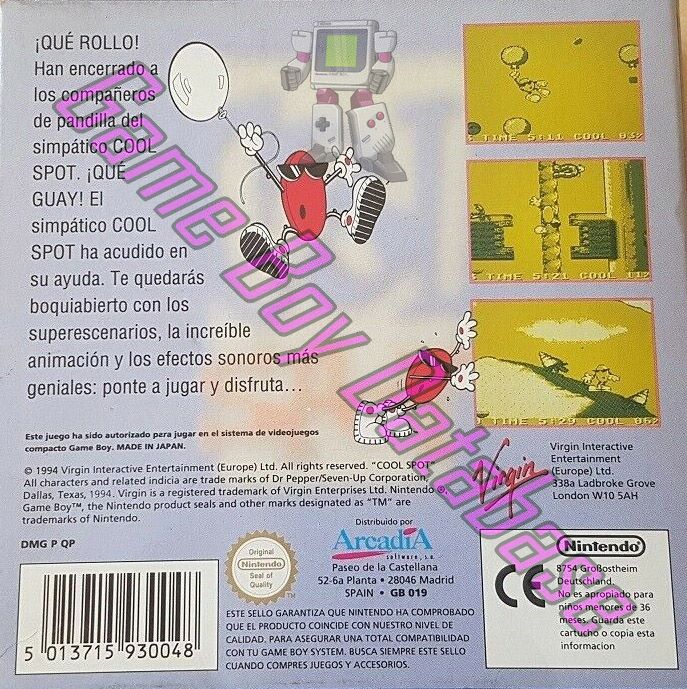 ¡QUÉ ROLLO!
Han encerrado a
los compañeros
de pandilla del
simpático COOL
SPOT. ¡QUÉ
GUAY! El
simpático COOL
SPOT ha acudido en
su ayuda. Te quedarás
boquiabierto con los
superescenarios, la increíble
animación y los efectos sonoros más
geniales: ponte a jugar y disfruta...
TIME 5:11 COOL 03%
TIME 5:21 COOL 11%
TIME 5:29 COOL 06%
Game Boy Database
Este juego ha sido autorizado para jugar en el sistema de videojuegos
compacto Game Boy. MADE IN JAPAN.
© 1994 Virgin Interactive Entertainment (Europe) Ltd. All rights reserved. "COOL SPOT"
All characters and related indicia are trade marks of Dr Pepper/Seven-Up Corporation,
Dallas, Texas, 1994. Virgin is a registered trademark of Virgin Enterprises Ltd. Nintendo ®,
Game Boy™, the Nintendo product seals and other marks designated as "TM" are
trademarks of Nintendo.
Virgin
Virgin Interactive
Entertainment
(Europe) Ltd.
338a Ladbroke Grove
London W10 5AH
DMG P QP
5 013715 930048
Original
Nintendo
Seal of
Quality
TM
Distribuido por
ArcadiA
software, s.a.
Paseo de la Castellana
52-6a Planta • 28046 Madrid
SPAIN • GB 019
ESTE SELLO GARANTIZA QUE NINTENDO HA COMPROBADO
QUE EL PRODUCTO COINCIDE CON NUESTRO NIVEL DE
CALIDAD. PARA ASEGURAR UNA TOTAL COMPATIBILIDAD
CON TU GAME BOY SYSTEM. BUSCA SIEMPRE ESTE SELLO
CUANDO COMPRES JUEGOS Y ACCESORIOS.
CE
Nintendo
8754 Großostheim
Deutschland.
No es apropiado para
niños menores de 36
meses. Guarda este
cartucho o copia esta
informacion